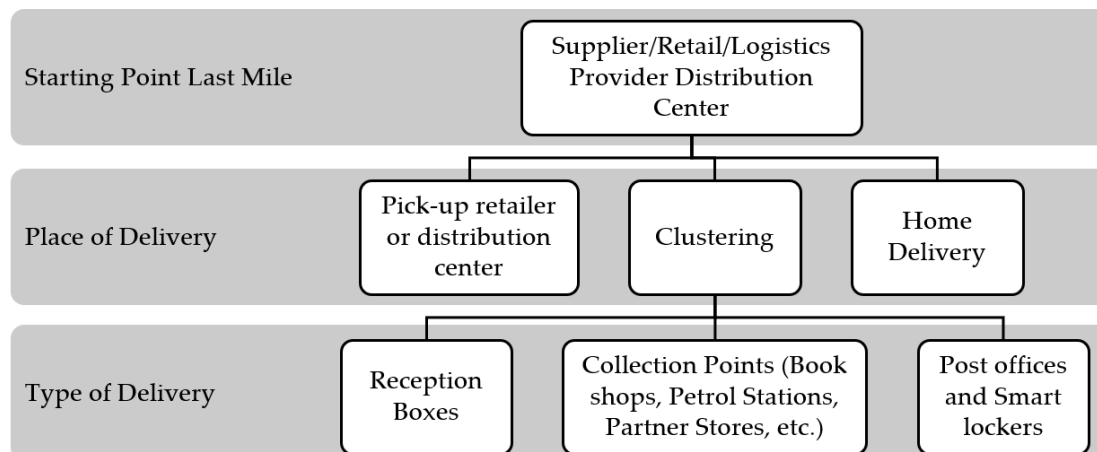 Starting Point Last Mile
Supplier/Retail/Logistics
Provider Distribution
Center
Place of Delivery
Pick-up retailer
or distribution
center
Clustering
Home
Delivery
Type of Delivery
Reception
Boxes
Collection Points (Book
shops, Petrol Stations,
Partner Stores, etc.)
Post offices
and Smart
lockers